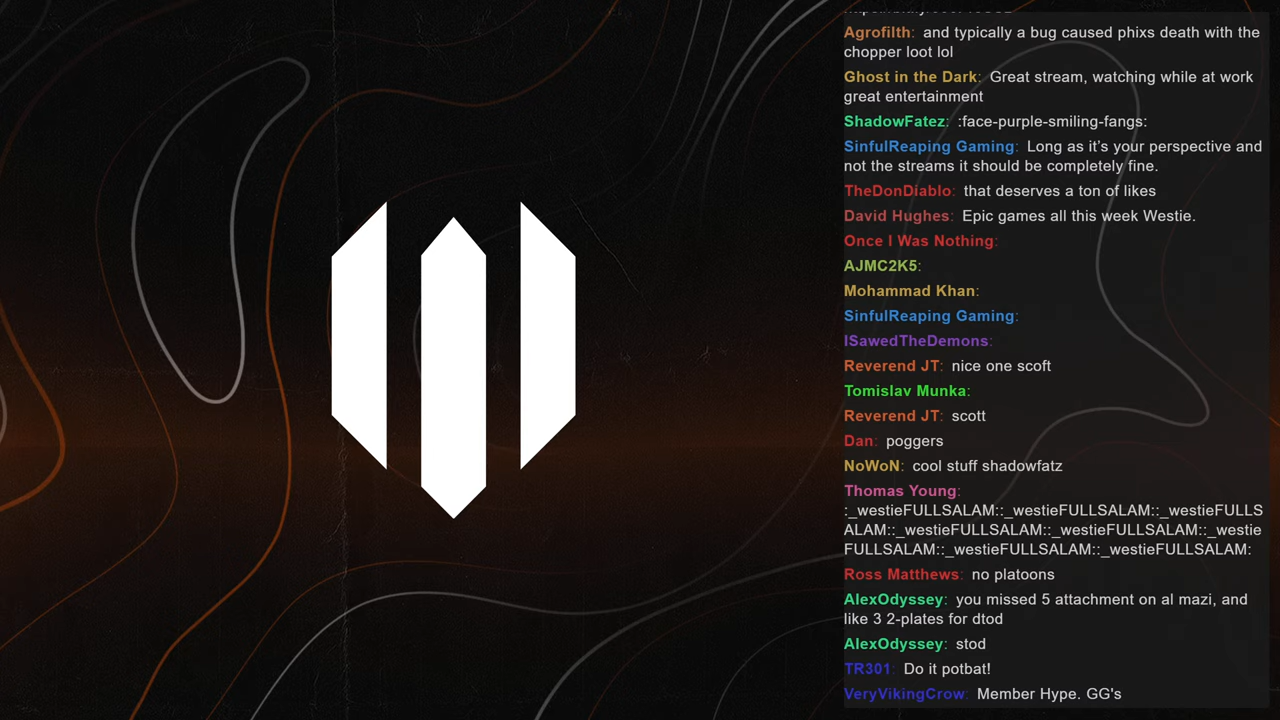 Agrofilth: and typically a bug caused phixs death with the
chopper loot lol
Ghost in the Dark: Great stream, watching while at work
great entertainment
ShadowFatez: :face-purple-smiling-fangs:
SinfulReaping Gaming: Long as it's your perspective and
not the streams it should be completely fine.
TheDonDiablo: that deserves a ton of likes
David Hughes: Epic games all this week Westie.
Once I Was Nothing:
AJMC2K5:
Mohammad Khan:
SinfulReaping Gaming:
ISawedTheDemons:
Reverend JT: nice one scoft
Tomislav Munka:
Reverend JT: scott
Dan: poggers
NoWoN: cool stuff shadowfatz
Thomas Young:
:_westieFULLSALAM::_westieFULLSALAM::_westieFULLS
ALAM::_westieFULLSALAM::_westieFULLSALAM::_westie
FULLSALAM::_westieFULLSALAM::_westieFULLSALAM:
Ross Matthews: no platoons
AlexOdyssey: you missed 5 attachment on al mazi, and
like 3 2-plates for dtod
AlexOdyssey: stod
TR301: Do it potbat!
VeryVikingCrow: Member Hype. GG's